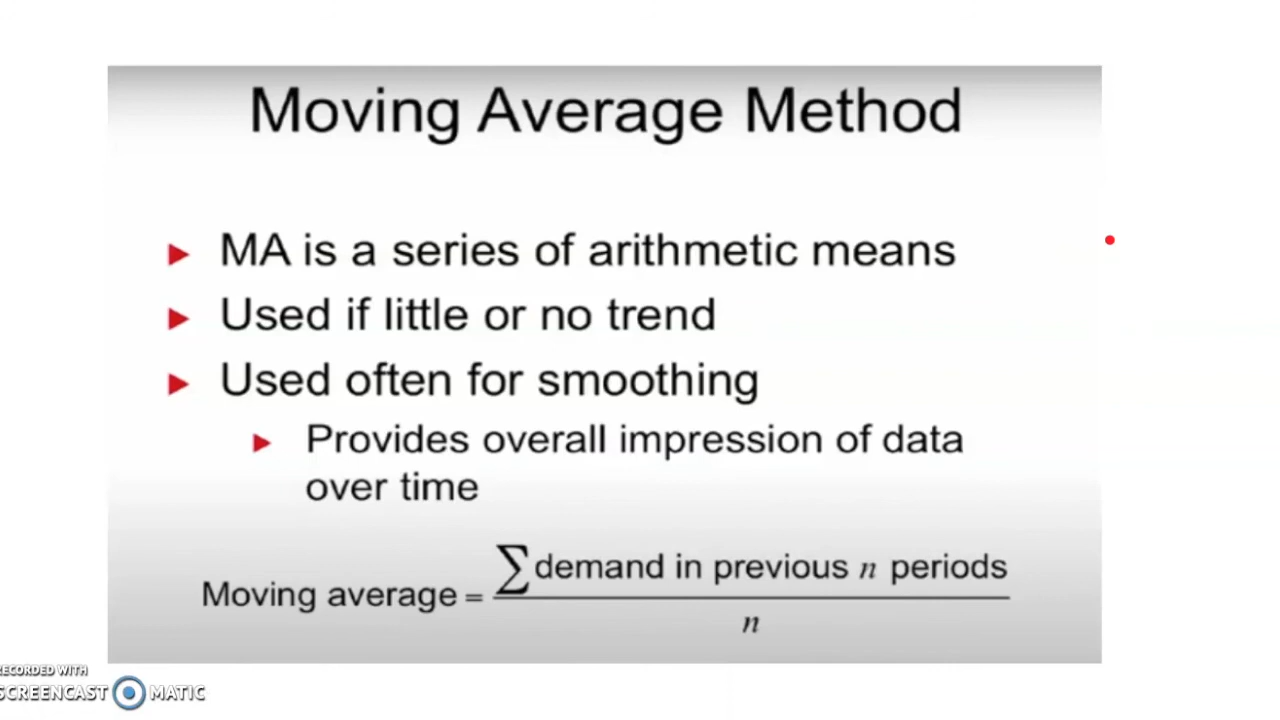 Moving Average Method
MA is a series of arithmetic means
Used if little or no trend
Used often for smoothing
Provides overall impression of data
over time
Moving average = ∑ demand in previous n periods
n
RECORDED WITH
SCREENCAST MATIC